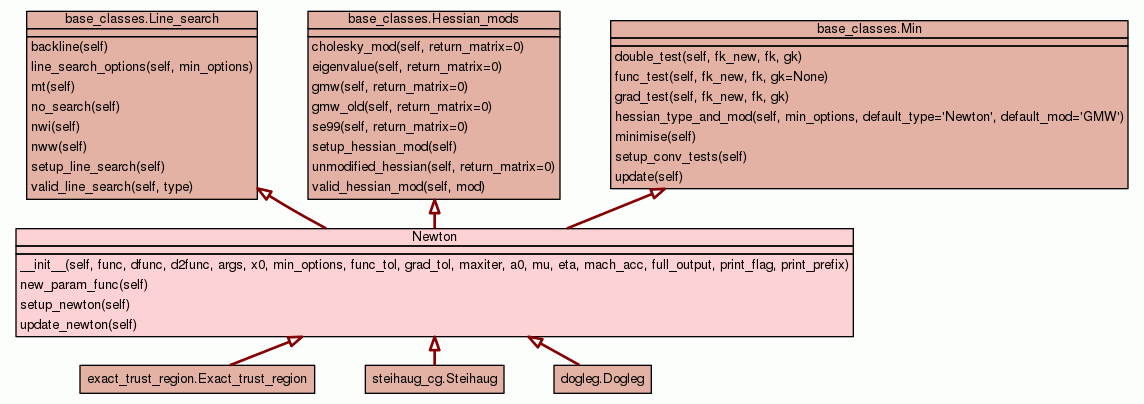 base_classes.Line_search
backline(self)
line_search_options(self, min_options)
mt(self)
no_search(self)
nwi(self)
nww(self)
setup_line_search(self)
valid_line_search(self, type)
base_classes.Hessian_mods
cholesky_mod(self, return_matrix=0)
eigenvalue(self, return_matrix=0)
gmw(self, return_matrix=0)
gmw_old(self, return_matrix=0)
se99(self, return_matrix=0)
setup_hessian_mod(self)
unmodified_hessian(self, return_matrix=0)
valid_hessian_mod(self, mod)
base_classes.Min
double_test(self, fk_new, fk, gk)
func_test(self, fk_new, fk, gk=None)
grad_test(self, fk_new, fk, gk)
hessian_type_and_mod(self, min_options, default_type='Newton', default_mod='GMW')
minimise(self)
setup_conv_tests(self)
update(self)
Newton
__init__(self, func, dfunc, d2func, args, x0, min_options, func_tol, grad_tol, maxiter, a0, mu, eta, mach_acc, full_output, print_flag, print_prefix)
new_param_func(self)
setup_newton(self)
update_newton(self)
exact_trust_region.Exact_trust_region
steihaug_cg.Steihaug
dogleg.Dogleg